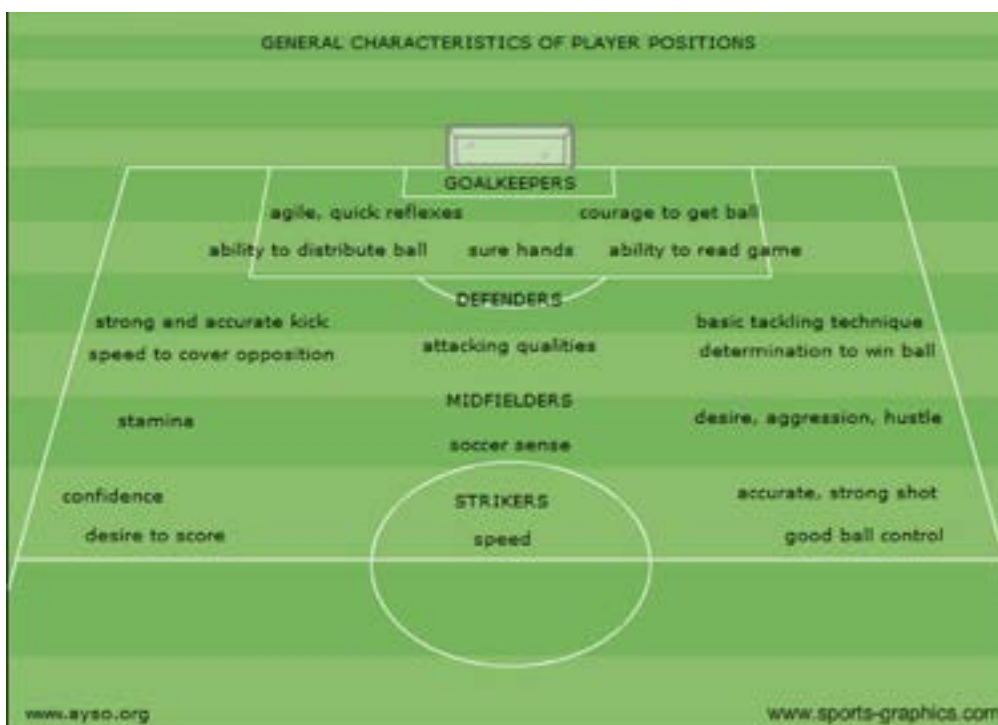 GENERAL CHARACTERISTICS OF PLAYER POSITIONS
GOALKEEPERS
agile, quick reflexes courage to get ball
ability to distribute ball sure hands ability to read game
DEFENDERS
strong and accurate kick basic tackling technique
speed to cover opposition attacking qualities determination to win ball
MIDFIELDERS
stamina desire, aggression, hustle
soccer sense
confidence STRIKERS accurate, strong shot
desire to score speed good ball control
www.ayso.org www.sports-graphics.com